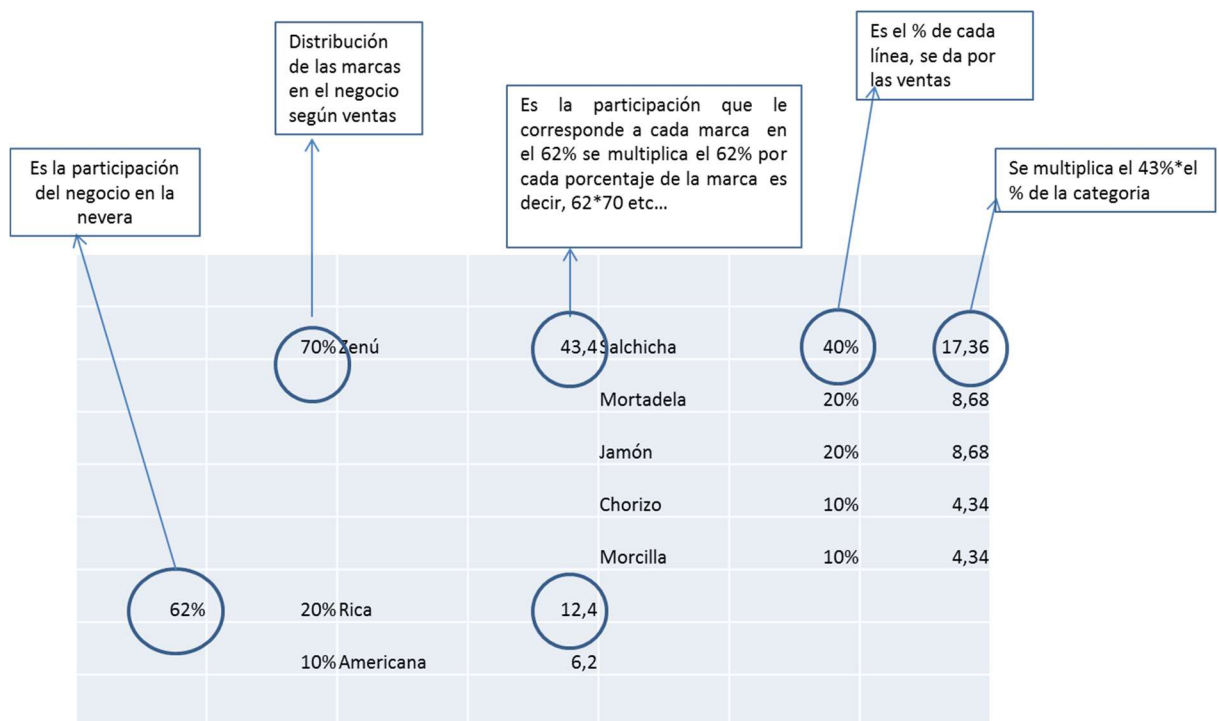 Distribución
de las marcas
en el negocio
según ventas
Es el % de cada
línea, se da por
las ventas
Es la participación que le
corresponde a cada marca en
el 62% se multiplica el 62% por
cada porcentaje de la marca es
decir, 62*70 etc...
Es la participación
del negocio en la
nevera
Se multiplica el 43%*el
% de la categoria
70% Zenú 43,4 Salchicha 40% 17,36
Mortadela 20% 8,68
Jamón 20% 8,68
Chorizo 10% 4,34
Morcilla 10% 4,34
62% 20% Rica 12,4
10% Americana 6,2